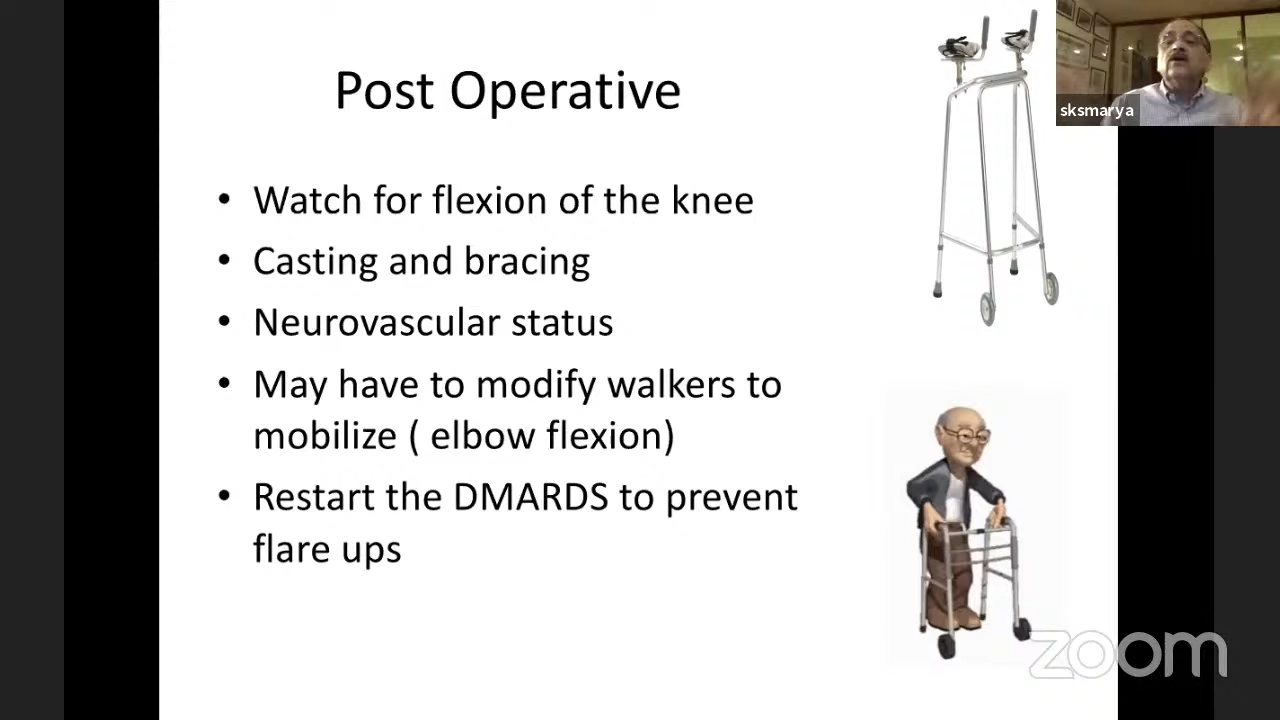 Post Operative
sksmarya
• Watch for flexion of the knee
• Casting and bracing
• Neurovascular status
• May have to modify walkers to
mobilize ( elbow flexion)
• Restart the DMARDS to prevent
flare ups
zoom